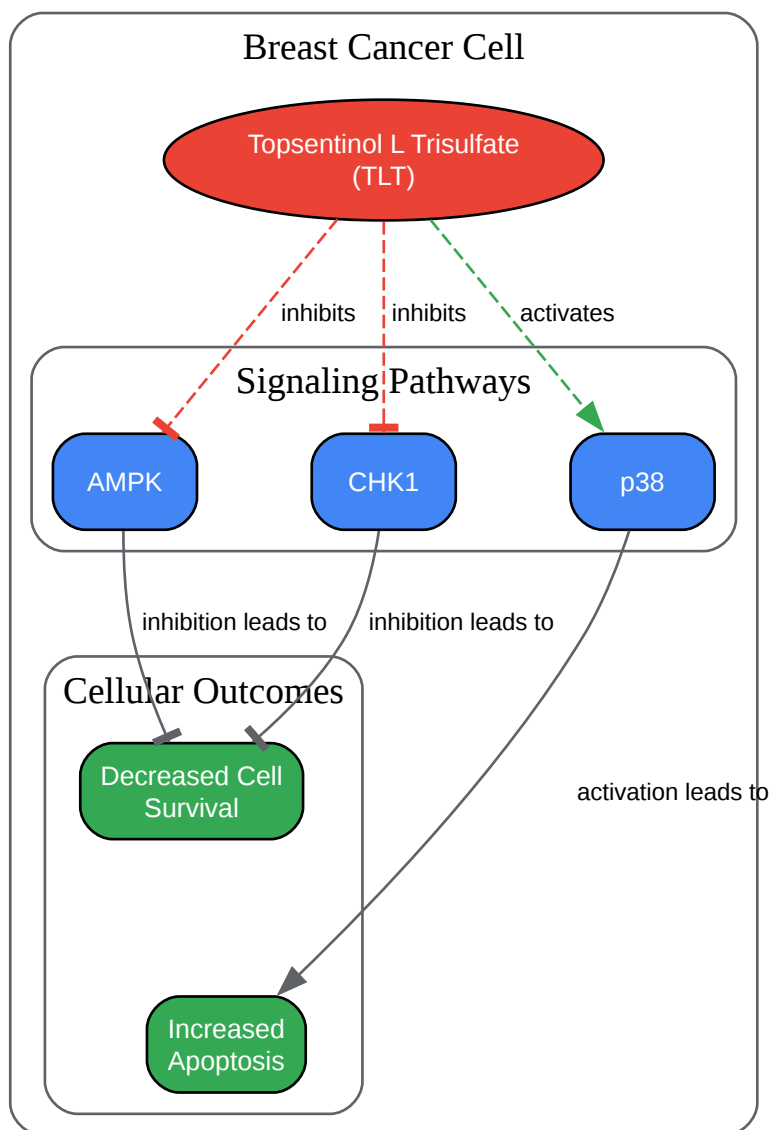 Breast Cancer Cell
Topsentinol L Trisulfate
(TLT)
inhibits
inhibits
activates
Signaling Pathways
AMPK
CHK1
p38
inhibition leads to
inhibition leads to
Cellular Outcomes
Decreased Cell
Survival
activation leads to
Increased
Apoptosis